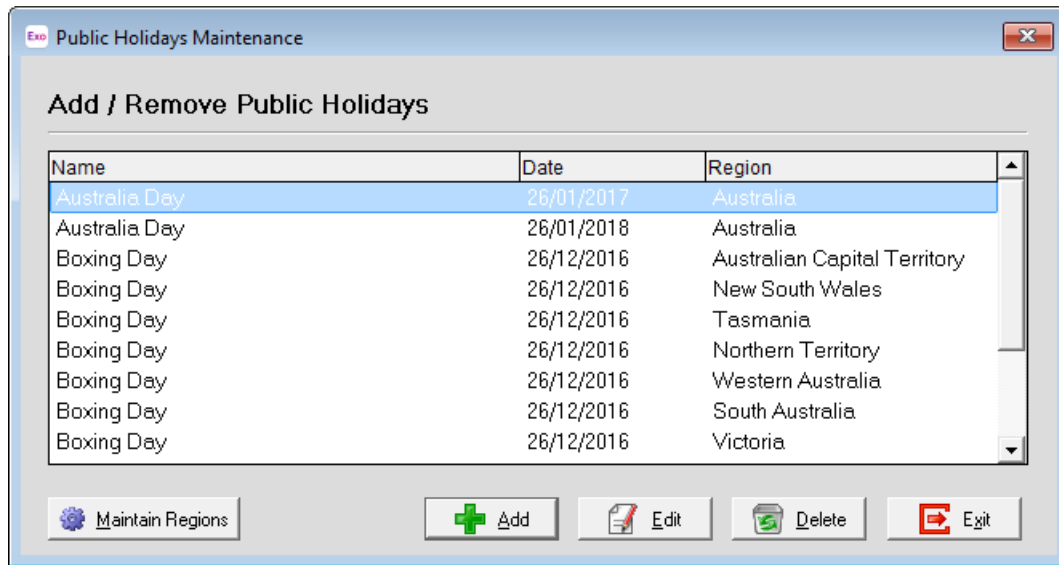 Exo Public Holidays Maintenance
Add / Remove Public Holidays
Name Date Region
Australia Day 26/01/2017 Australia
Australia Day 26/01/2018 Australia
Boxing Day 26/12/2016 Australian Capital Territory
Boxing Day 26/12/2016 New South Wales
Boxing Day 26/12/2016 Tasmania
Boxing Day 26/12/2016 Northern Territory
Boxing Day 26/12/2016 Western Australia
Boxing Day 26/12/2016 South Australia
Boxing Day 26/12/2016 Victoria
Maintain Regions Add Edit Delete Exit